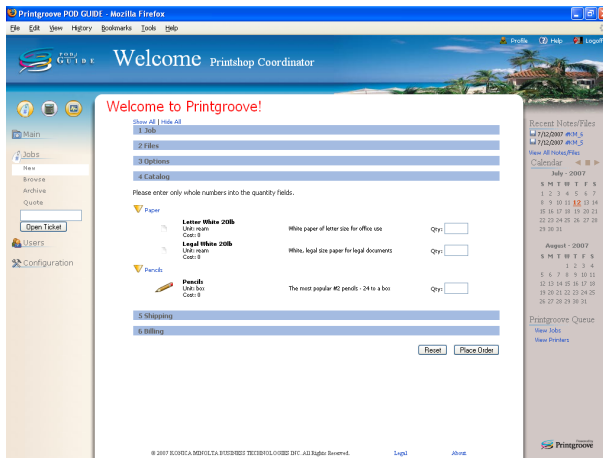 Printgroove POD GUIDE - Mozilla Firefox
File Edit View History Bookmarks Tools Help
Profile Help Logoff
POD
GUIDE
Welcome Printshop Coordinator
Welcome to Printgroove!
Show All | Hide All
1 Job
2 Files
3 Options
4 Catalog
Please enter only whole numbers into the quantity fields.
Paper
Letter White 20lb
Unit: ream
Cost: 0
White paper of letter size for office use
Qty:
Legal White 20lb
Unit: ream
Cost: 0
White, legal size paper for legal documents
Qty:
Pencils
Pencils
Unit: box
Cost: 0
The most popular #2 pencils - 24 to a box
Qty:
5 Shipping
6 Billing
Reset Place Order
Main
Jobs
New
Browse
Archive
Quote
Open Ticket
Users
Configuration
Recent Notes/Files
7/12/2007 #KM_6
7/12/2007 #KM_5
View All Notes/Files
Calendar
July - 2007
S M T W T F S
1 2 3 4 5 6 7
8 9 10 11 12 13 14
15 16 17 18 19 20 21
22 23 24 25 26 27 28
29 30 31
August - 2007
S M T W T F S
1 2 3 4
5 6 7 8 9 10 11
12 13 14 15 16 17 18
19 20 21 22 23 24 25
26 27 28 29 30 31
Printgroove Queue
View Jobs
View Printers
Powered by
Printgroove
© 2007 KONICA MINOLTA BUSINESS TECHNOLOGIES INC. All Rights Reserved. Legal About